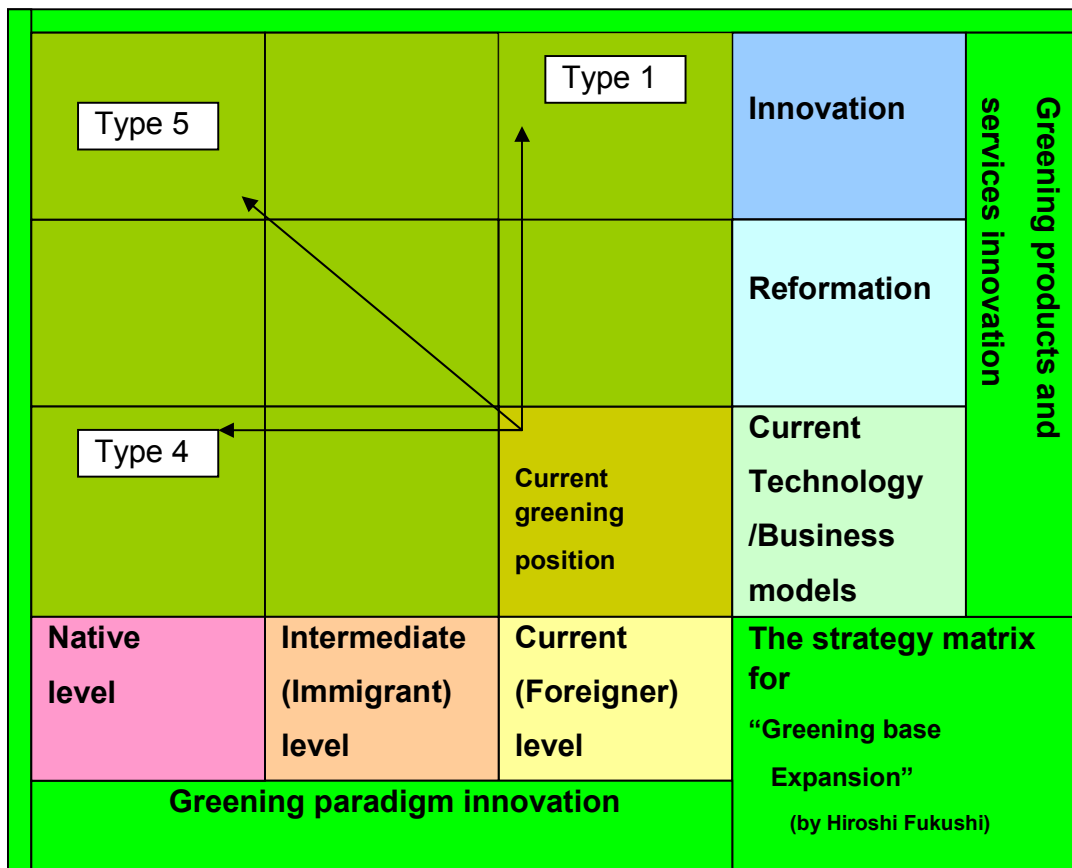 Type 1
Type 5
Innovation
Greening products and
services innovation
Reformation
Type 4
Current
greening
position
Current
Technology
/Business
models
Native
level
Intermediate
(Immigrant)
level
Current
(Foreigner)
level
The strategy matrix
for
“Greening base
Expansion”
(by Hiroshi Fukushi)
Greening paradigm innovation